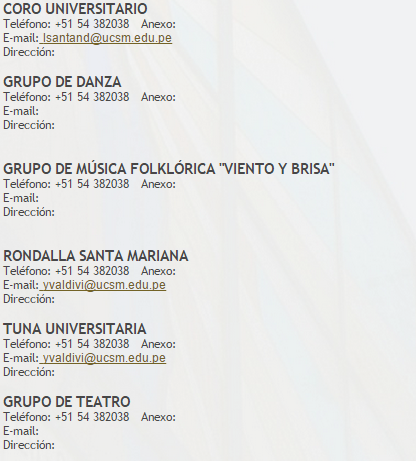 CORO UNIVERSITARIO
Teléfono: +51 54 382038 Anexo:
E-mail: lsantand@ucsm.edu.pe
Dirección:
GRUPO DE DANZA
Teléfono: +51 54 382038 Anexo:
E-mail:
Dirección:
GRUPO DE MÚSICA FOLKLÓRICA "VIENTO Y BRISA"
Teléfono: +51 54 382038 Anexo:
E-mail:
Dirección:
RONDALLA SANTA MARIANA
Teléfono: +51 54 382038 Anexo:
E-mail: yvaldivi@ucsm.edu.pe
Dirección:
TUNA UNIVERSITARIA
Teléfono: +51 54 382038 Anexo:
E-mail: yvaldivi@ucsm.edu.pe
Dirección:
GRUPO DE TEATRO
Teléfono: +51 54 382038 Anexo:
E-mail:
Dirección: